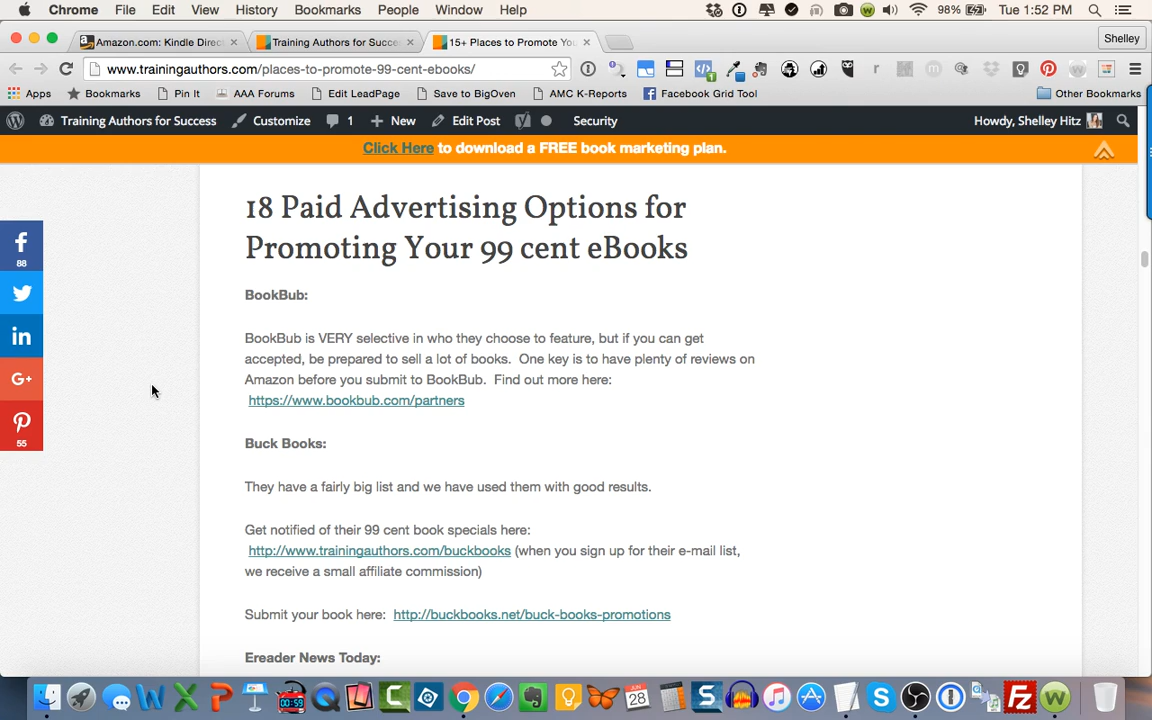 Chrome File Edit View History Bookmarks People Window Help 98% Tue 1:52 PM
Amazon.com: Kindle Direc Training Authors for Succe 15+ Places to Promote You Shelley
www.trainingauthors.com/places-to-promote-99-cent-ebooks/
Apps Bookmarks Pin It AAA Forums Edit LeadPage Save to BigOven AMC K-Reports Facebook Grid Tool Other Bookmarks
Training Authors for Success Customize 1 New Edit Post Security Howdy, Shelley Hitz
Click Here to download a FREE book marketing plan.
18 Paid Advertising Options for
Promoting Your 99 cent eBooks
88
55
BookBub:
BookBub is VERY selective in who they choose to feature, but if you can get
accepted, be prepared to sell a lot of books. One key is to have plenty of reviews on
Amazon before you submit to BookBub. Find out more here:
https://www.bookbub.com/partners
Buck Books:
They have a fairly big list and we have used them with good results.
Get notified of their 99 cent book specials here:
http://www.trainingauthors.com/buckbooks (when you sign up for their e-mail list,
we receive a small affiliate commission)
Submit your book here: http://buckbooks.net/buck-books-promotions
Ereader News Today:
00:59
JUN
28